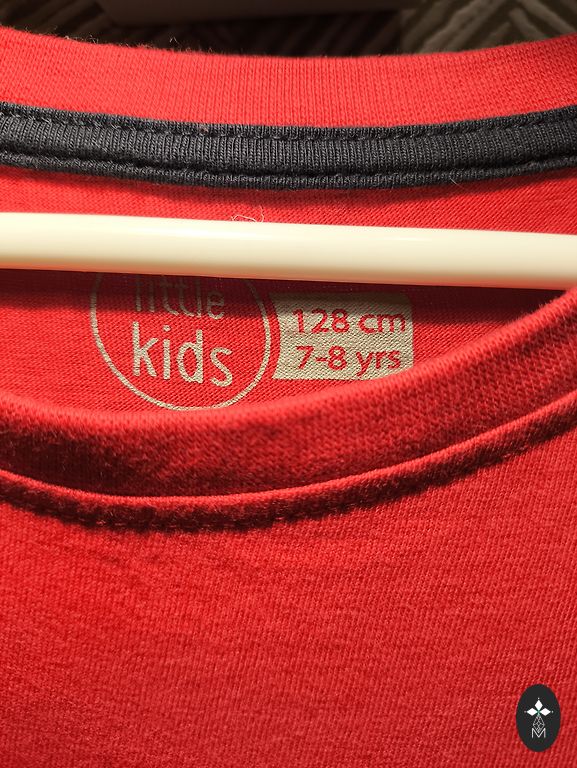 little
kids
128 cm
7-8 yrs
M